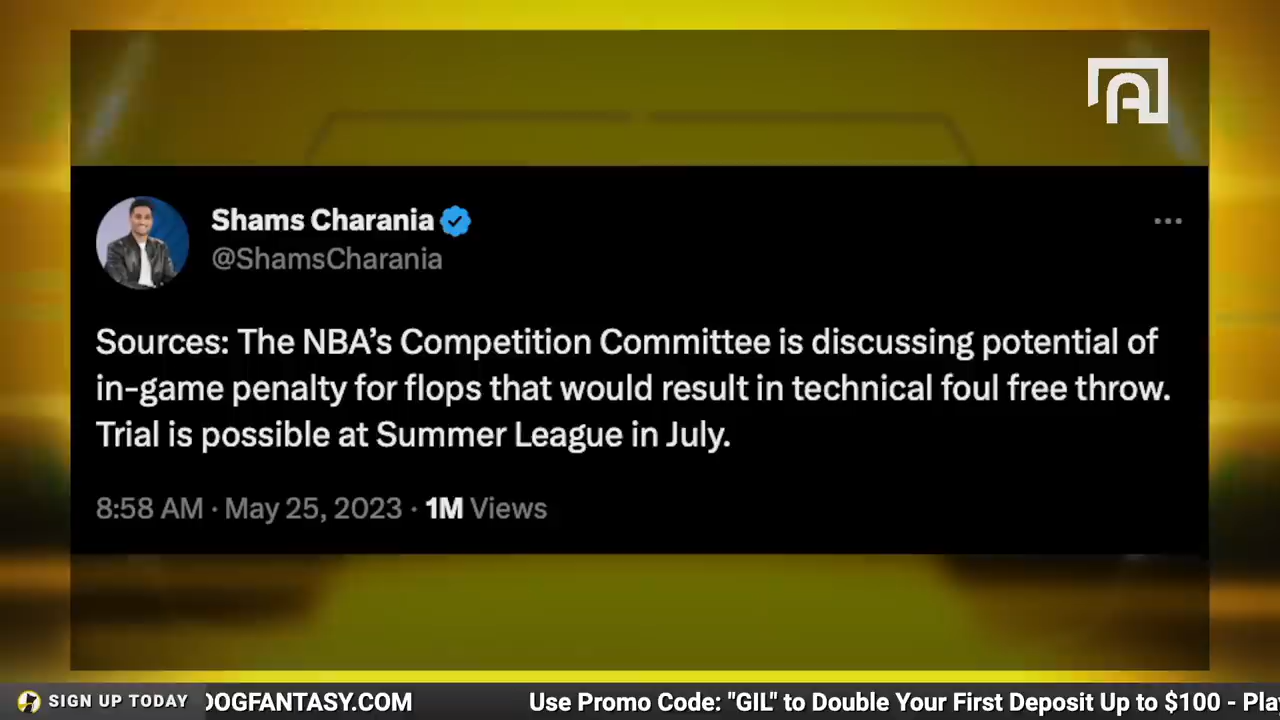 Shams Charania
@ShamsCharania
Sources: The NBA’s Competition Committee is discussing potential of
in-game penalty for flops that would result in technical foul free throw.
Trial is possible at Summer League in July.
8:58 AM · May 25, 2023 · 1M Views
SIGN UP TODAY
OGFANTASY.COM
Use Promo Code: "GIL" to Double Your First Deposit Up to $100 - Pla